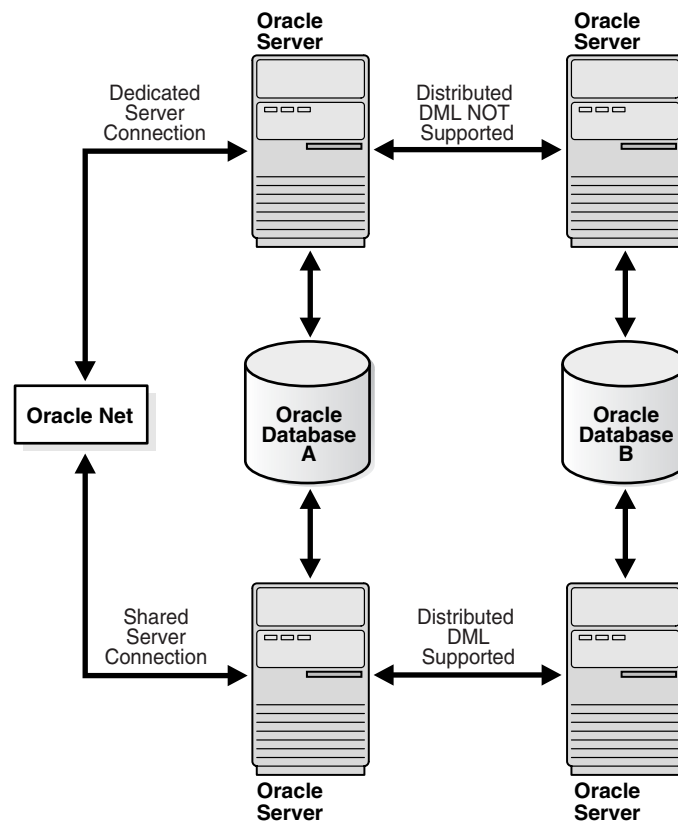 Oracle
Server
Oracle
Server
Dedicated
Server
Connection
Distributed
DML NOT
Supported
Oracle Net
Oracle
Database
A
Oracle
Database
B
Shared
Server
Connection
Distributed
DML
Supported
Oracle
Server
Oracle
Server